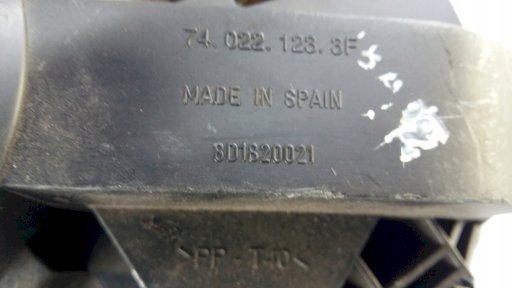 74.022.123.3F
MADE IN SPAIN
8D1820021
>PP-T40<